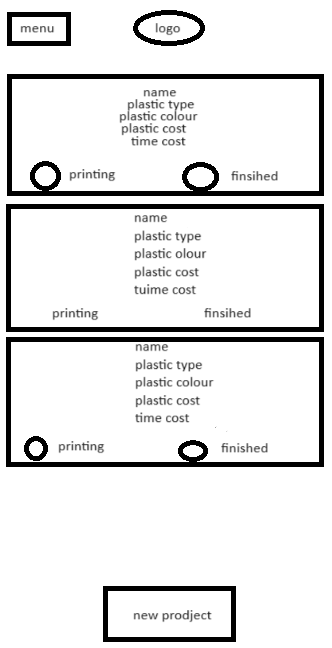 menu logo
name
plastic type
plastic colour
plastic cost
time cost
printing finsihed
name
plastic type
plastic olour
plastic cost
tuime cost
printing finsihed
name
plastic type
plastic colour
plastic cost
time cost
printing finished
new prodject